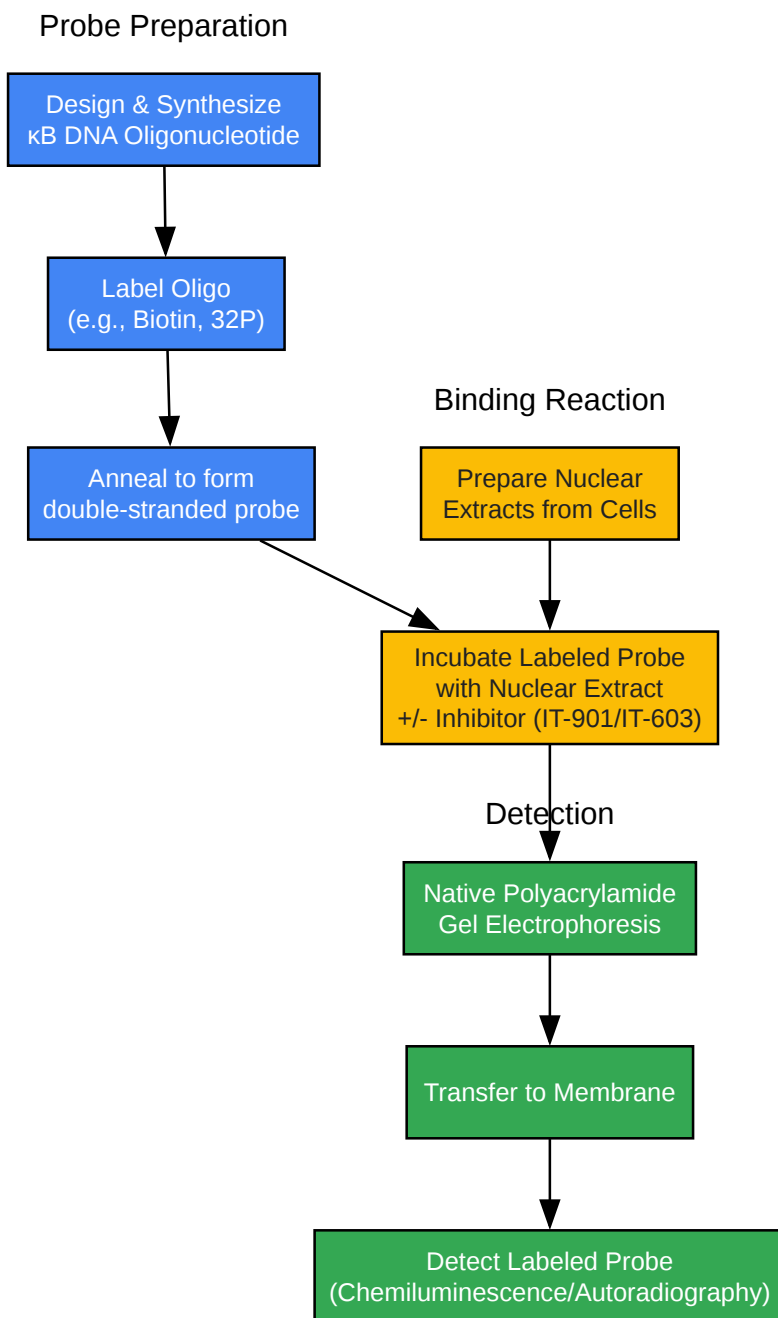 Probe Preparation
Design & Synthesize
κB DNA Oligonucleotide
Label Oligo
(e.g., Biotin, 32P)
Anneal to form
double-stranded probe
Binding Reaction
Prepare Nuclear
Extracts from Cells
Incubate Labeled Probe
with Nuclear Extract
+/- Inhibitor (IT-901/IT-603)
Detection
Native Polyacrylamide
Gel Electrophoresis
Transfer to Membrane
Detect Labeled Probe
(Chemiluminescence/Autoradiography)